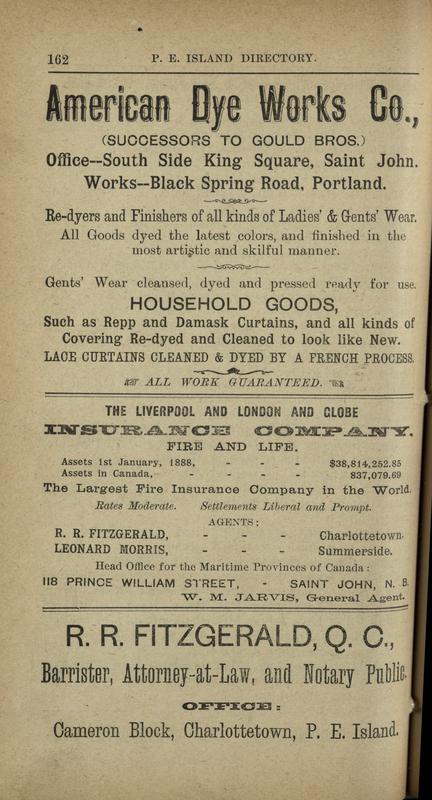 162 P. E. ISLAND DIRECTORY.
American Dye Works Co.,
(SUCCESSORS TO GOULD BROS.)
Office--South Side King Square, Saint John.
Works--Black Spring Road, Portland.
Re-dyers and Finishers of all kinds of Ladies' & Gents' Wear.
All Goods dyed the latest colors, and finished in the
most artistic and skilful manner.
Gents' Wear cleansed, dyed and pressed ready for use.
HOUSEHOLD GOODS,
Such as Repp and Damask Curtains, and all kinds of
Covering Re-dyed and Cleaned to look like New.
LACE CURTAINS CLEANED & DYED BY A FRENCH PROCESS.
☞ ALL WORK GUARANTEED. ☜
THE LIVERPOOL AND LONDON AND GLOBE
INSURANCE COMPANY.
FIRE AND LIFE.
Assets 1st January, 1888, - - - $38,814,252.85
Assets in Canada, - - - - 837,079.69
The Largest Fire Insurance Company in the World.
Rates Moderate. Settlements Liberal and Prompt.
AGENTS:
R. R. FITZGERALD, - - - Charlottetown.
LEONARD MORRIS, - - - Summerside.
Head Office for the Maritime Provinces of Canada:
118 PRINCE WILLIAM STREET, - SAINT JOHN, N. B.
W. M. JARVIS, General Agent.
R. R. FITZGERALD, Q. C.,
Barrister, Attorney-at-Law, and Notary Public.
OFFICE:
Cameron Block, Charlottetown, P. E. Island.